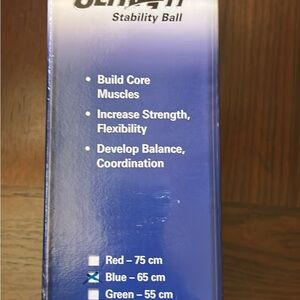 Stability Ball
• Build Core
Muscles
• Increase Strength,
Flexibility
• Develop Balance,
Coordination
Red – 75 cm
Blue – 65 cm
Green – 55 cm